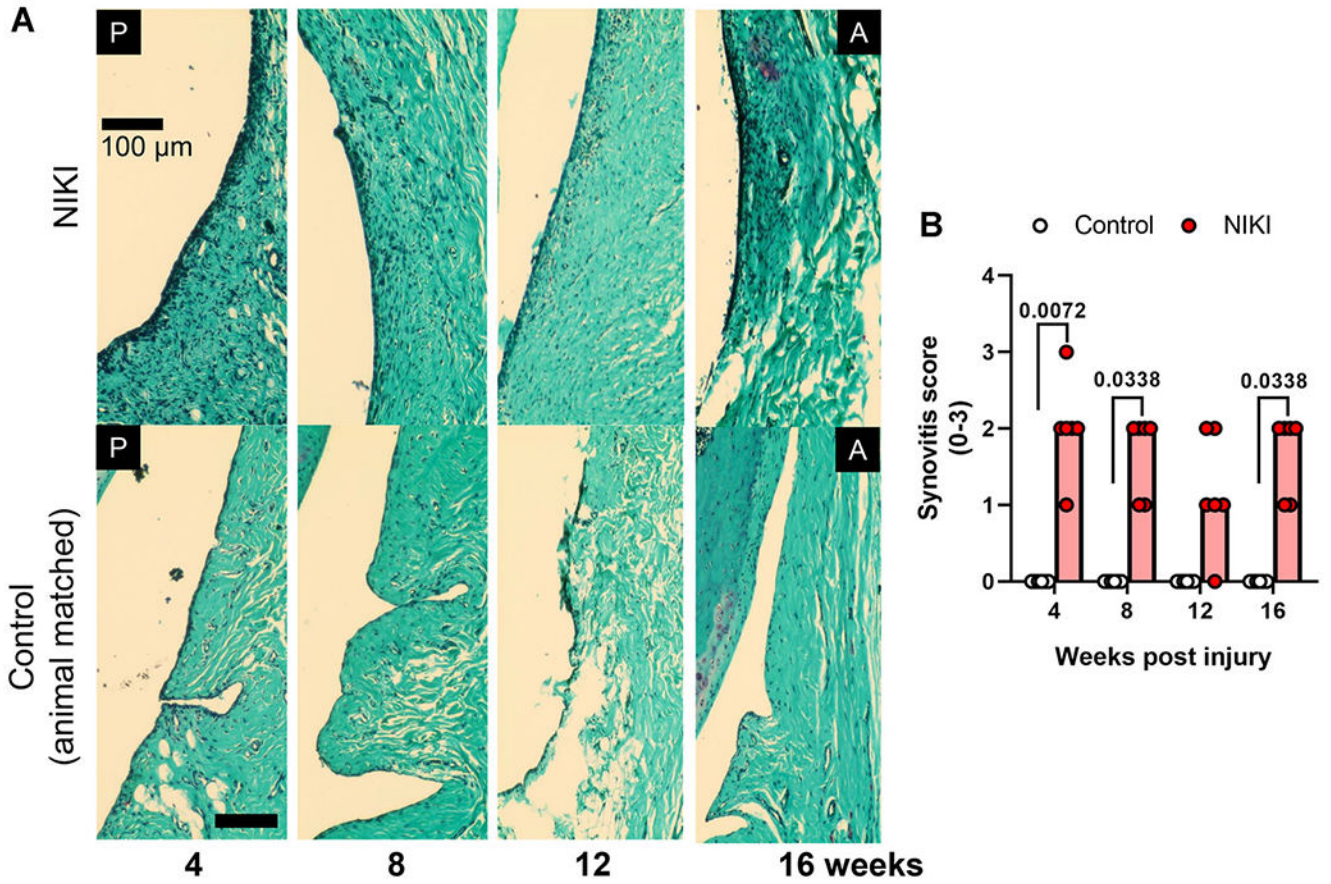 A
P
A
100 µm
NIKI
P
A
Control
(animal matched)
4
8
12
16 weeks
B
Control
NIKI
4
3
2
1
0
0.0072
0.0338
0.0338
Synovitis score
(0-3)
4
8
12
16
Weeks post injury